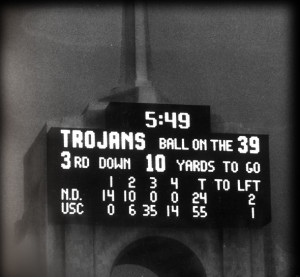 5:49
TROJANS BALL ON THE 39
3RD DOWN 10 YARDS TO GO
1 2 3 4 T TO LFT
N.D. 14 10 0 0 24 2
USC 0 6 35 14 55 1